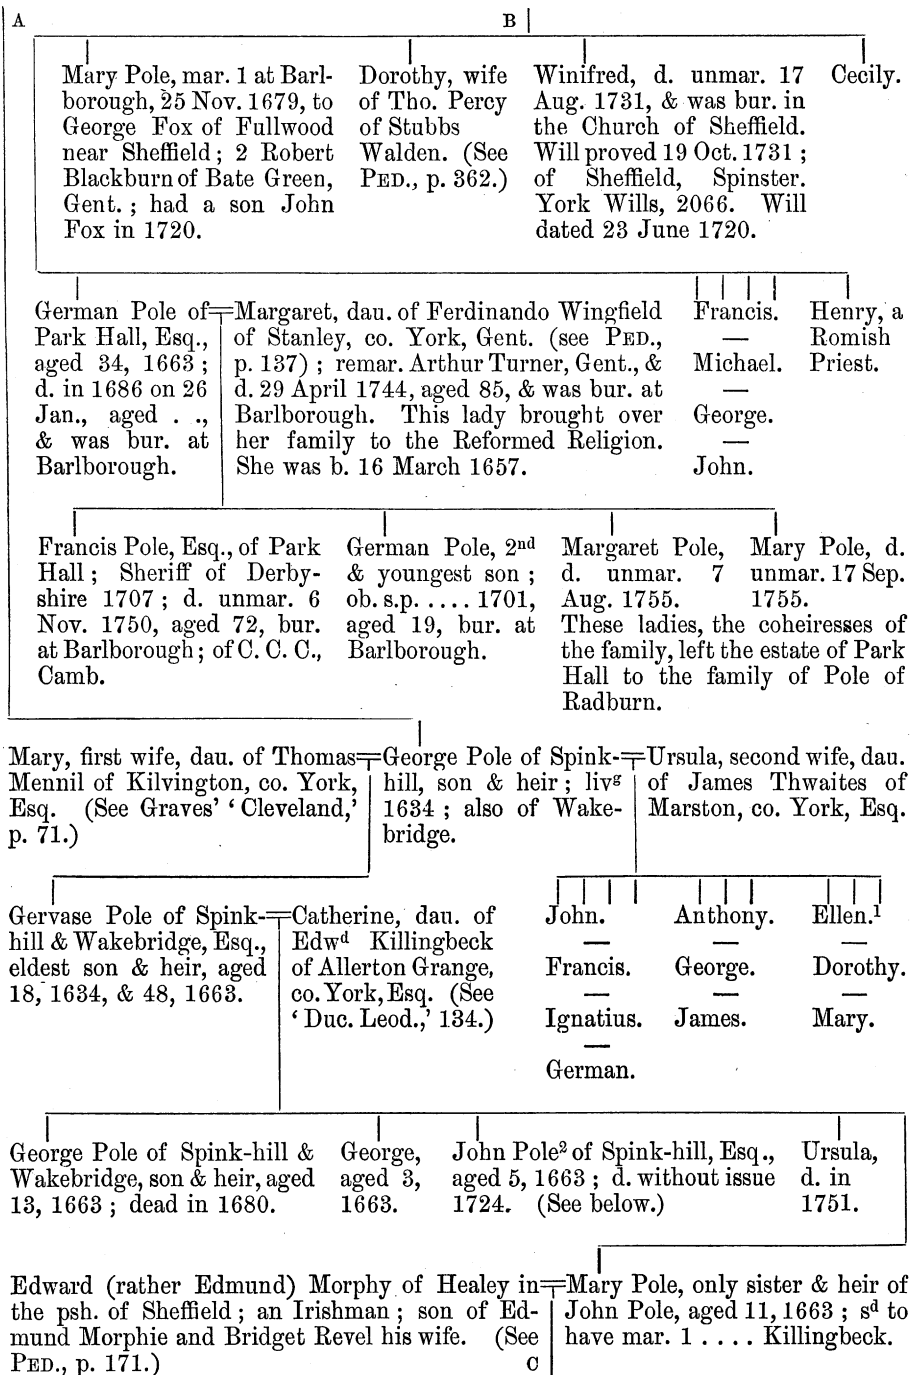 A
B
Mary Pole, mar. 1 at Barl-
borough, 25 Nov. 1679, to
George Fox of Fullwood
near Sheffield; 2 Robert
Blackburn of Bate Green,
Gent.; had a son John
Fox in 1720.
Dorothy, wife
of Tho. Percy
of Stubbs
Walden. (See
PED., p. 362.)
Winifred, d. unmar. 17
Aug. 1731, & was bur. in
the Church of Sheffield.
Will proved 19 Oct. 1731;
of Sheffield, Spinster.
York Wills, 2066. Will
dated 23 June 1720.
Cecily.
German Pole of
Park Hall, Esq.,
aged 34, 1663;
d. in 1686 on 26
Jan., aged . .,
& was bur. at
Barlborough.
Margaret, dau. of Ferdinando Wingfield
of Stanley, co. York, Gent. (see PED.,
p. 137); remar. Arthur Turner, Gent., &
d. 29 April 1744, aged 85, & was bur. at
Barlborough. This lady brought over
her family to the Reformed Religion.
She was b. 16 March 1657.
Francis.
—
Michael.
—
George.
—
John.
Henry, a
Romish
Priest.
Francis Pole, Esq., of Park
Hall; Sheriff of Derby-
shire 1707; d. unmar. 6
Nov. 1750, aged 72, bur.
at Barlborough; of C. C. C.,
Camb.
German Pole, 2nd
& youngest son;
ob. s.p. . . . . . 1701,
aged 19, bur. at
Barlborough.
Margaret Pole,
d. unmar. 7
Aug. 1755.
Mary Pole, d.
unmar. 17 Sep.
1755.
These ladies, the coheiresses of
the family, left the estate of Park
Hall to the family of Pole of
Radburn.
Mary, first wife, dau. of Thomas
Mennil of Kilvington, co. York,
Esq. (See Graves' 'Cleveland,'
p. 71.)
George Pole of Spink-
hill, son & heir; livg
1634; also of Wake-
bridge.
Ursula, second wife, dau.
of James Thwaites of
Marston, co. York, Esq.
Gervase Pole of Spink-
hill & Wakebridge, Esq.,
eldest son & heir, aged
18, 1634, & 48, 1663.
Catherine, dau. of
Edwd Killingbeck
of Allerton Grange,
co. York, Esq. (See
'Duc. Leod.,' 134.)
John.
—
Francis.
—
Ignatius.
—
German.
Anthony.
—
George.
—
James.
Ellen.1
—
Dorothy.
—
Mary.
George Pole of Spink-hill &
Wakebridge, son & heir, aged
13, 1663; dead in 1680.
George,
aged 3,
1663.
John Pole2 of Spink-hill, Esq.,
aged 5, 1663; d. without issue
1724. (See below.)
Ursula,
d. in
1751.
Edward (rather Edmund) Morphy of Healey in
the psh. of Sheffield; an Irishman; son of Ed-
mund Morphie and Bridget Revel his wife. (See
PED., p. 171.)
C
Mary Pole, only sister & heir of
John Pole, aged 11, 1663; sd to
have mar. 1 . . . . Killingbeck.